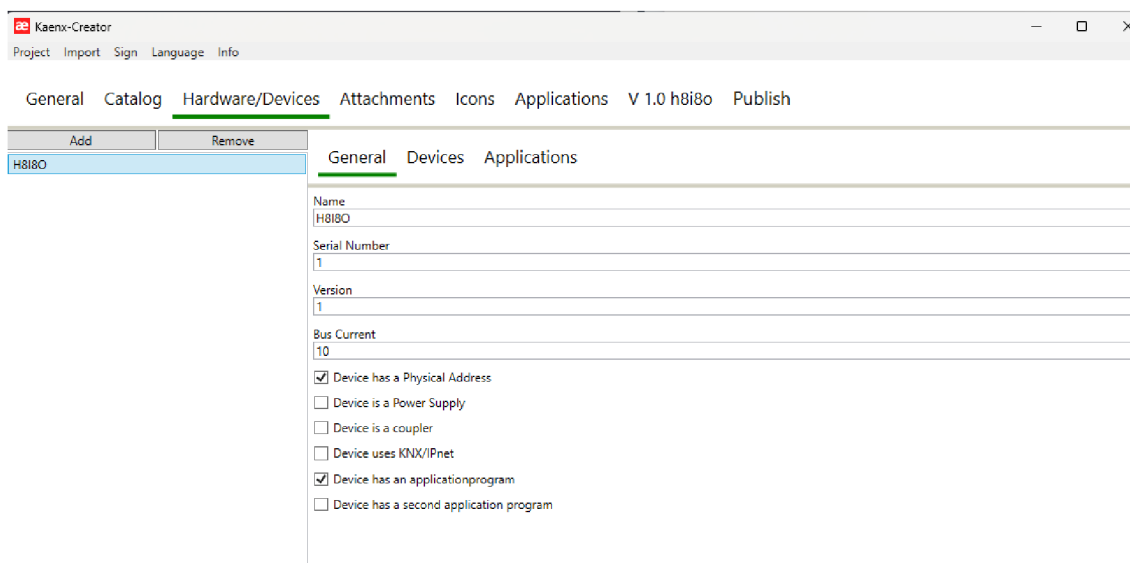 æ Kaenx-Creator
Project Import Sign Language Info
General Catalog Hardware/Devices Attachments Icons Applications V 1.0 h8i8o Publish
Add Remove
H8I8O
General Devices Applications
Name
H8I8O
Serial Number
1
Version
1
Bus Current
10
Device has a Physical Address
Device is a Power Supply
Device is a coupler
Device uses KNX/IPnet
Device has an applicationprogram
Device has a second application program